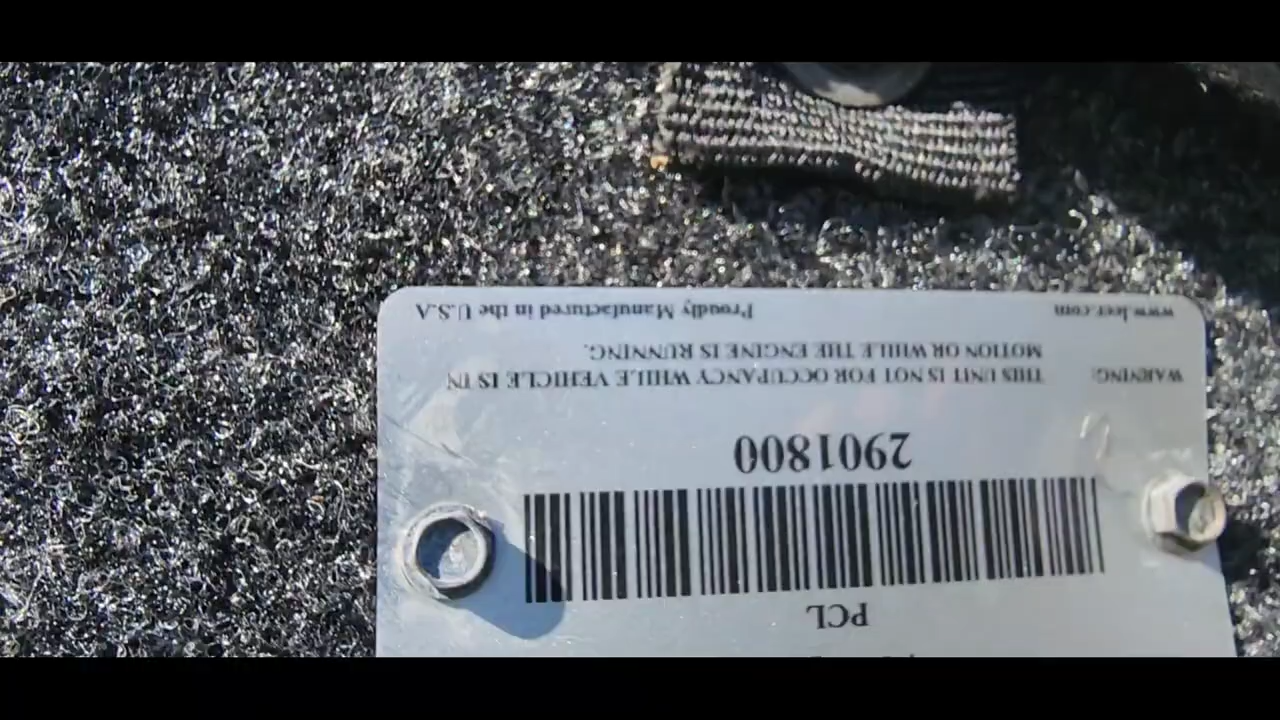 PCL
2901800
WARNING: THIS UNIT IS NOT FOR OCCUPANCY WHILE VEHICLE IS IN
MOTION OR WHILE THE ENGINE IS RUNNING.
www.leer.com Proudly Manufactured in the U.S.A